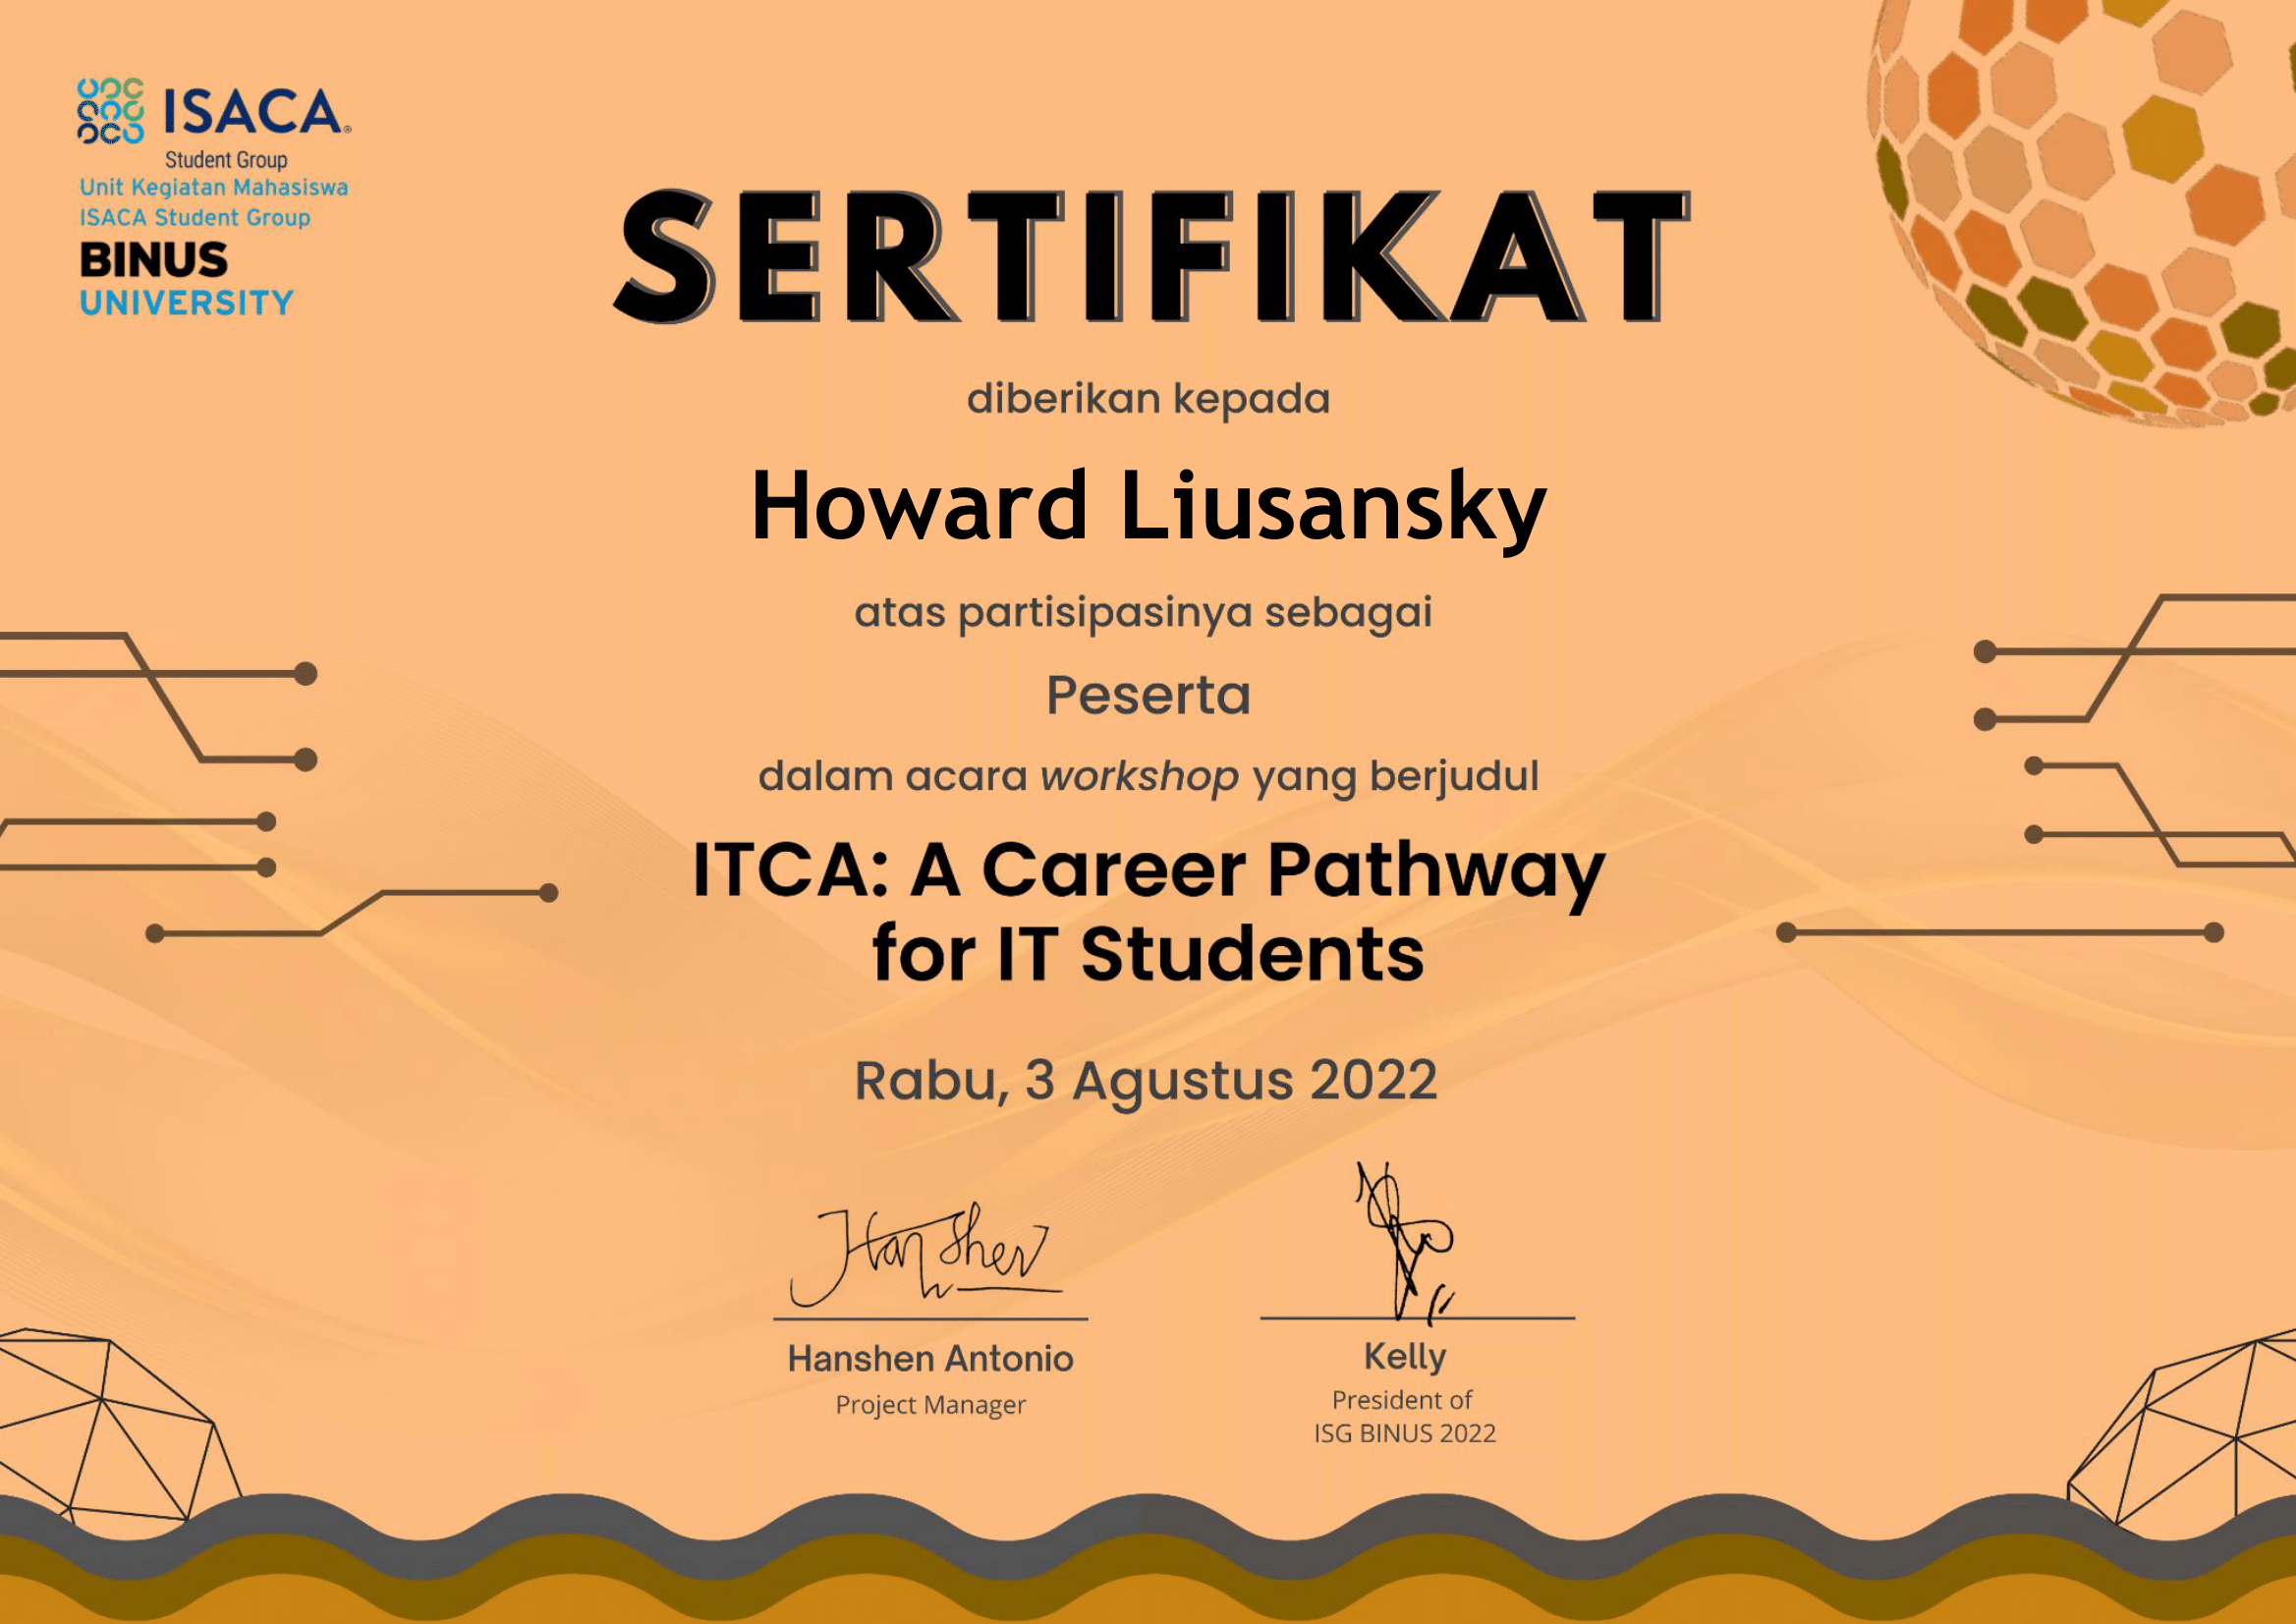 ISACA®
Student Group
Unit Kegiatan Mahasiswa
ISACA Student Group
BINUS
UNIVERSITY
SERTIFIKAT
diberikan kepada
Howard Liusansky
atas partisipasinya sebagai
Peserta
dalam acara workshop yang berjudul
ITCA: A Career Pathway
for IT Students
Rabu, 3 Agustus 2022
Hanshen
Hanshen Antonio
Project Manager
Kelly
President of
ISG BINUS 2022